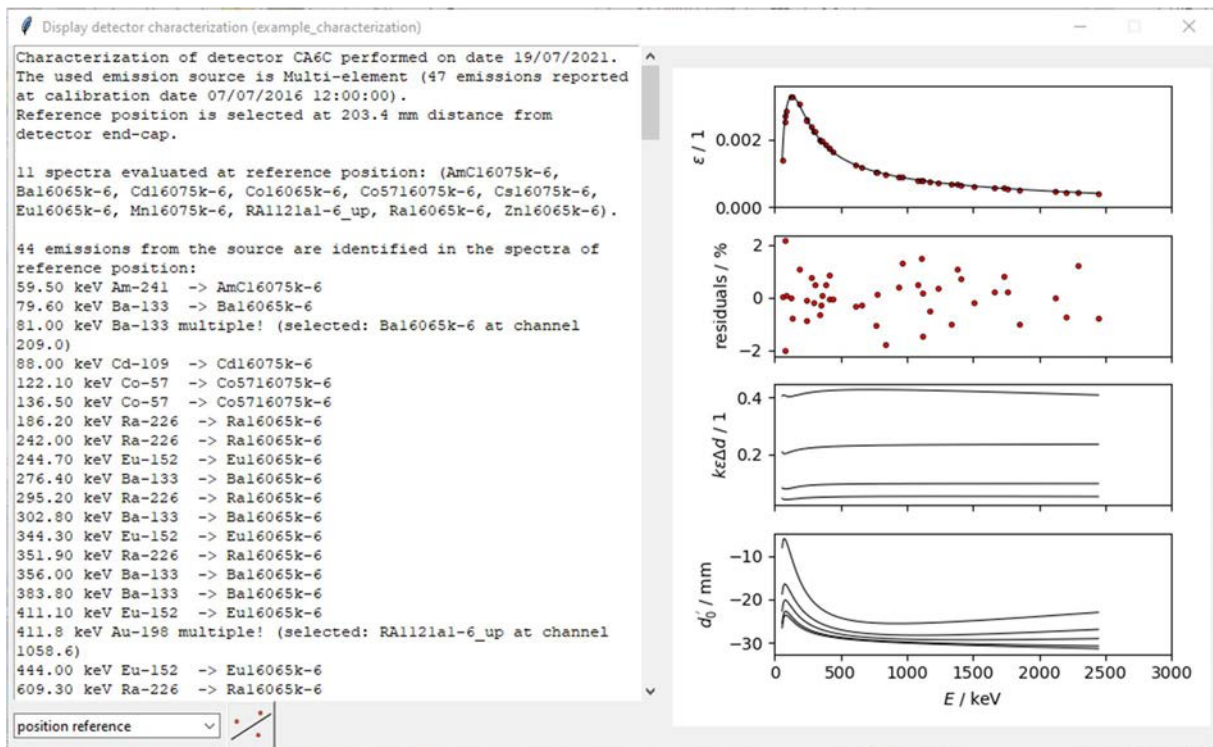 Display detector characterization (example_characterization)
Characterization of detector CA6C performed on date 19/07/2021.
The used emission source is Multi-element (47 emissions reported
at calibration date 07/07/2016 12:00:00).
Reference position is selected at 203.4 mm distance from
detector end-cap.
11 spectra evaluated at reference position: (AmC16075k-6,
Ba16065k-6, Cd16075k-6, Co16065k-6, Co5716075k-6, Cs16075k-6,
Eu16065k-6, Mn16075k-6, RA1121a1-6_up, Ra16065k-6, Zn16065k-6).
44 emissions from the source are identified in the spectra of
reference position:
59.50 keV Am-241 -> AmC16075k-6
79.60 keV Ba-133 -> Ba16065k-6
81.00 keV Ba-133 multiple! (selected: Ba16065k-6 at channel
209.0)
88.00 keV Cd-109 -> Cd16075k-6
122.10 keV Co-57 -> Co5716075k-6
136.50 keV Co-57 -> Co5716075k-6
186.20 keV Ra-226 -> Ra16065k-6
242.00 keV Ra-226 -> Ra16065k-6
244.70 keV Eu-152 -> Eu16065k-6
276.40 keV Ba-133 -> Ba16065k-6
295.20 keV Ra-226 -> Ra16065k-6
302.80 keV Ba-133 -> Ba16065k-6
344.30 keV Eu-152 -> Eu16065k-6
351.90 keV Ra-226 -> Ra16065k-6
356.00 keV Ba-133 -> Ba16065k-6
383.80 keV Ba-133 -> Ba16065k-6
411.10 keV Eu-152 -> Eu16065k-6
411.8 keV Au-198 multiple! (selected: RA1121a1-6_up at channel
1058.6)
444.00 keV Eu-152 -> Eu16065k-6
609.30 keV Ra-226 -> Ra16065k-6
position reference
ε / 1
0.002
0.000
residuals / %
2
0
−2
kεΔd / 1
0.4
0.2
d′₀ / mm
−10
−20
−30
0 500 1000 1500 2000 2500 3000
E / keV